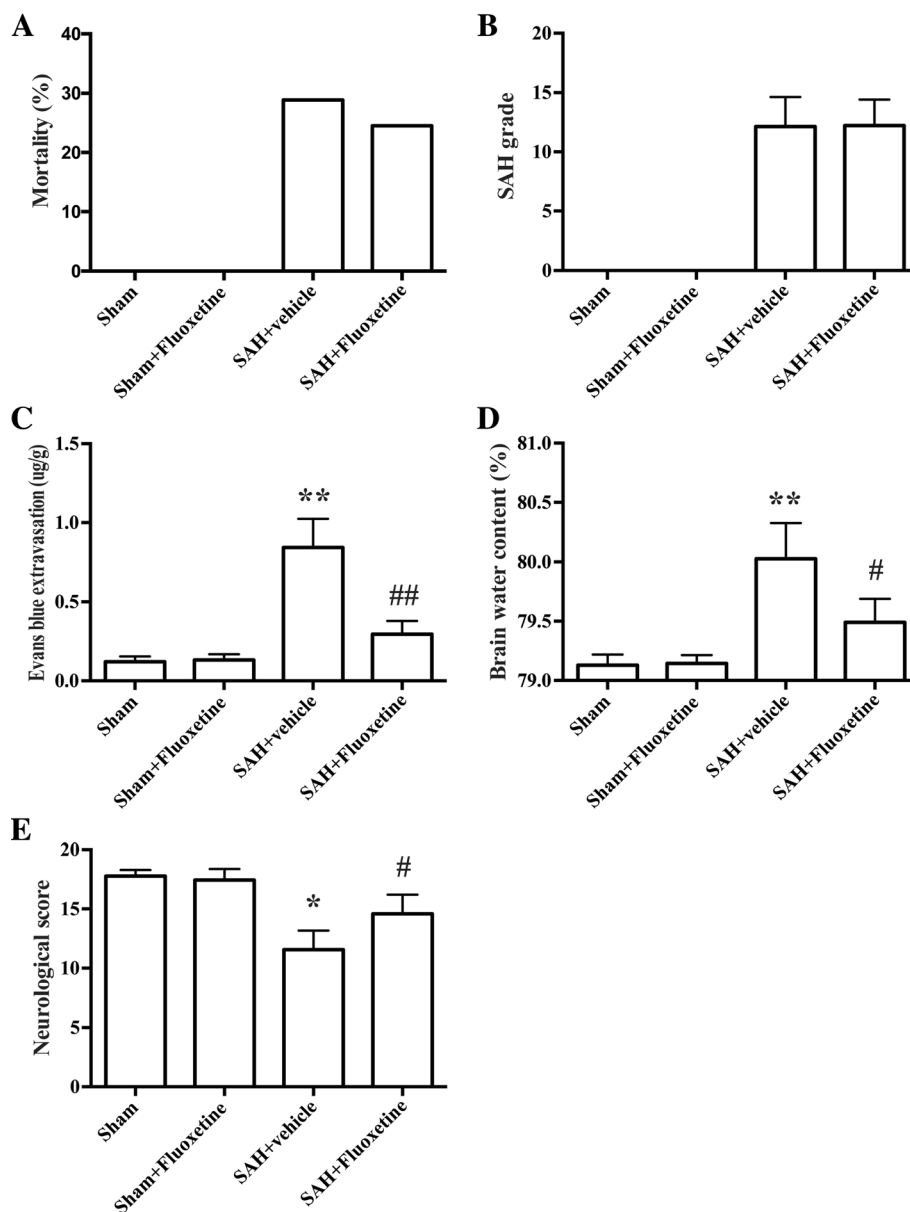 A
Mortality (%)
40
30
20
10
0
Sham
Sham+Fluoxetine
SAH+vehicle
SAH+Fluoxetine
B
SAH grade
20
15
10
5
0
Sham
Sham+Fluoxetine
SAH+vehicle
SAH+Fluoxetine
C
Evans blue extravasation (ug/g)
1.5
1.0
0.5
0.0
**
##
Sham
Sham+Fluoxetine
SAH+vehicle
SAH+Fluoxetine
D
Brain water content (%)
81.0
80.5
80.0
79.5
79.0
**
#
Sham
Sham+Fluoxetine
SAH+vehicle
SAH+Fluoxetine
E
Neurological score
20
15
10
5
0
*
#
Sham
Sham+Fluoxetine
SAH+vehicle
SAH+Fluoxetine